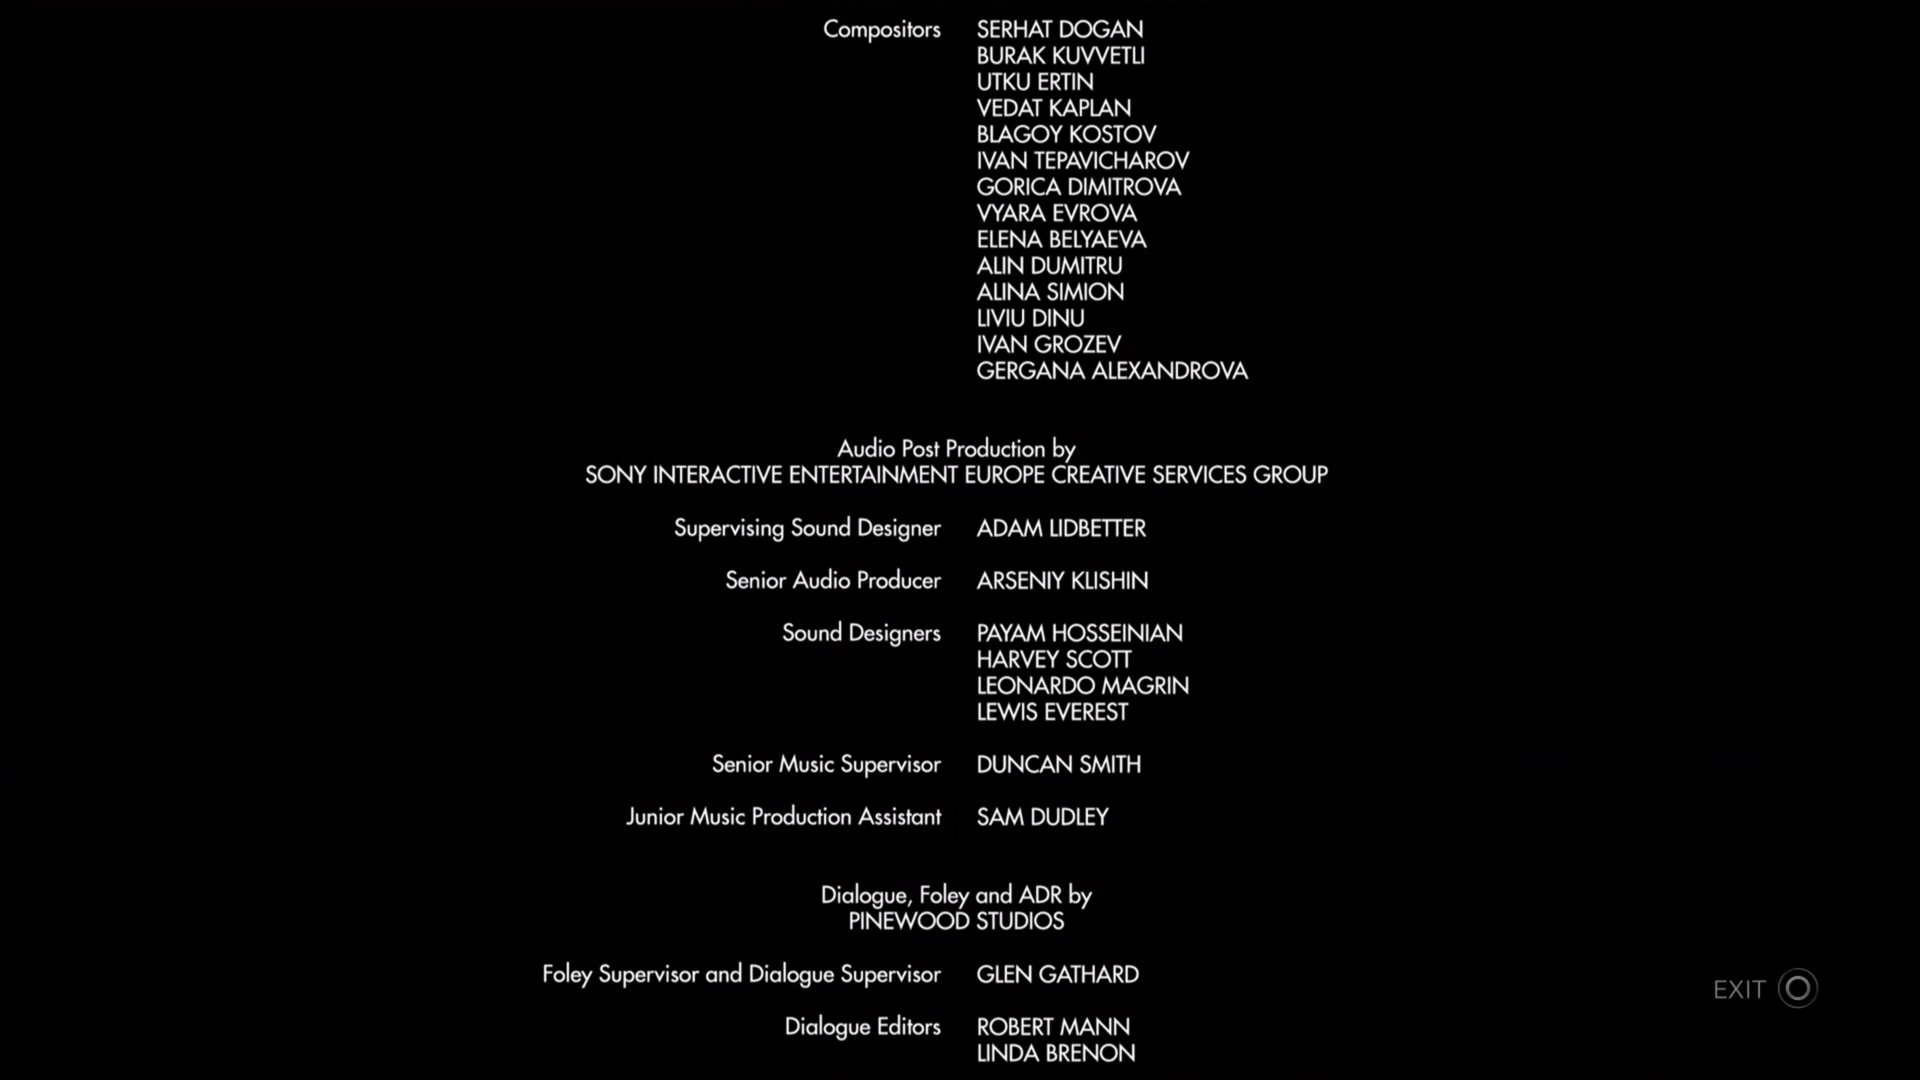 Compositors SERHAT DOGAN
BURAK KUVVETLI
UTKU ERTIN
VEDAT KAPLAN
BLAGOY KOSTOV
IVAN TEPAVICHAROV
GORICA DIMITROVA
VYARA EVROVA
ELENA BELYAEVA
ALIN DUMITRU
ALINA SIMION
LIVIU DINU
IVAN GROZEV
GERGANA ALEXANDROVA
Audio Post Production by
SONY INTERACTIVE ENTERTAINMENT EUROPE CREATIVE SERVICES GROUP
Supervising Sound Designer ADAM LIDBETTER
Senior Audio Producer ARSENIY KLISHIN
Sound Designers PAYAM HOSSEINIAN
HARVEY SCOTT
LEONARDO MAGRIN
LEWIS EVEREST
Senior Music Supervisor DUNCAN SMITH
Junior Music Production Assistant SAM DUDLEY
Dialogue, Foley and ADR by
PINEWOOD STUDIOS
Foley Supervisor and Dialogue Supervisor GLEN GATHARD
EXIT
Dialogue Editors ROBERT MANN
LINDA BRENON